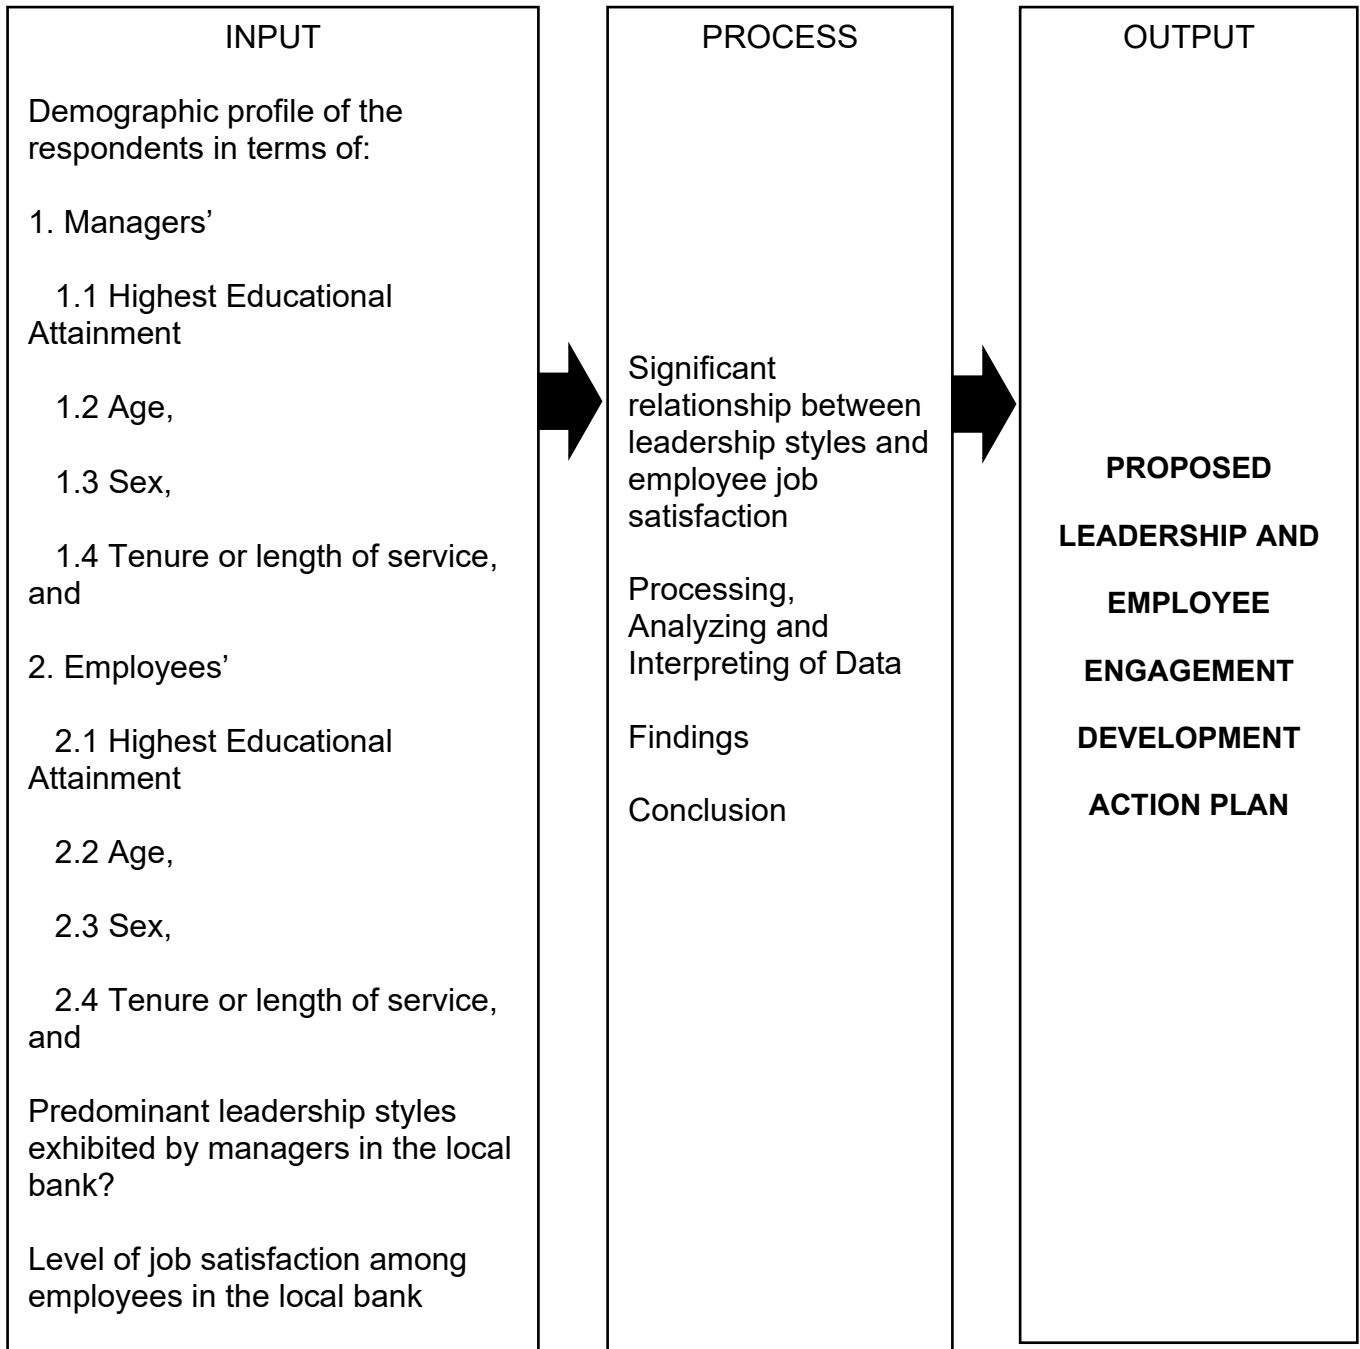 INPUT
Demographic profile of the
respondents in terms of:
1. Managers’
1.1 Highest Educational
Attainment
1.2 Age,
1.3 Sex,
1.4 Tenure or length of service,
and
2. Employees’
2.1 Highest Educational
Attainment
2.2 Age,
2.3 Sex,
2.4 Tenure or length of service,
and
Predominant leadership styles
exhibited by managers in the local
bank?
Level of job satisfaction among
employees in the local bank
PROCESS
Significant
relationship between
leadership styles and
employee job
satisfaction
Processing,
Analyzing and
Interpreting of Data
Findings
Conclusion
OUTPUT
PROPOSED
LEADERSHIP AND
EMPLOYEE
ENGAGEMENT
DEVELOPMENT
ACTION PLAN